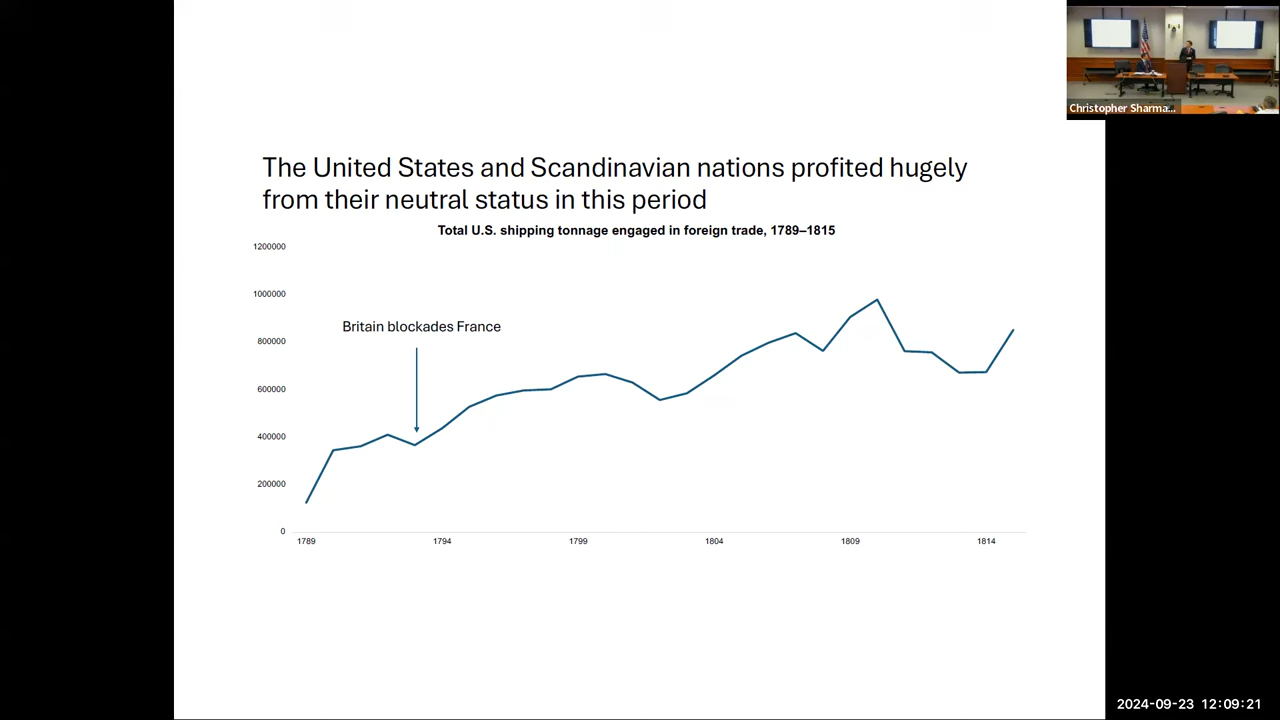 Christopher Sharma...
The United States and Scandinavian nations profited hugely
from their neutral status in this period
Total U.S. shipping tonnage engaged in foreign trade, 1789–1815
1200000
1000000
800000
600000
400000
200000
0
Britain blockades France
1789 1794 1799 1804 1809 1814
2024-09-23 12:09:21